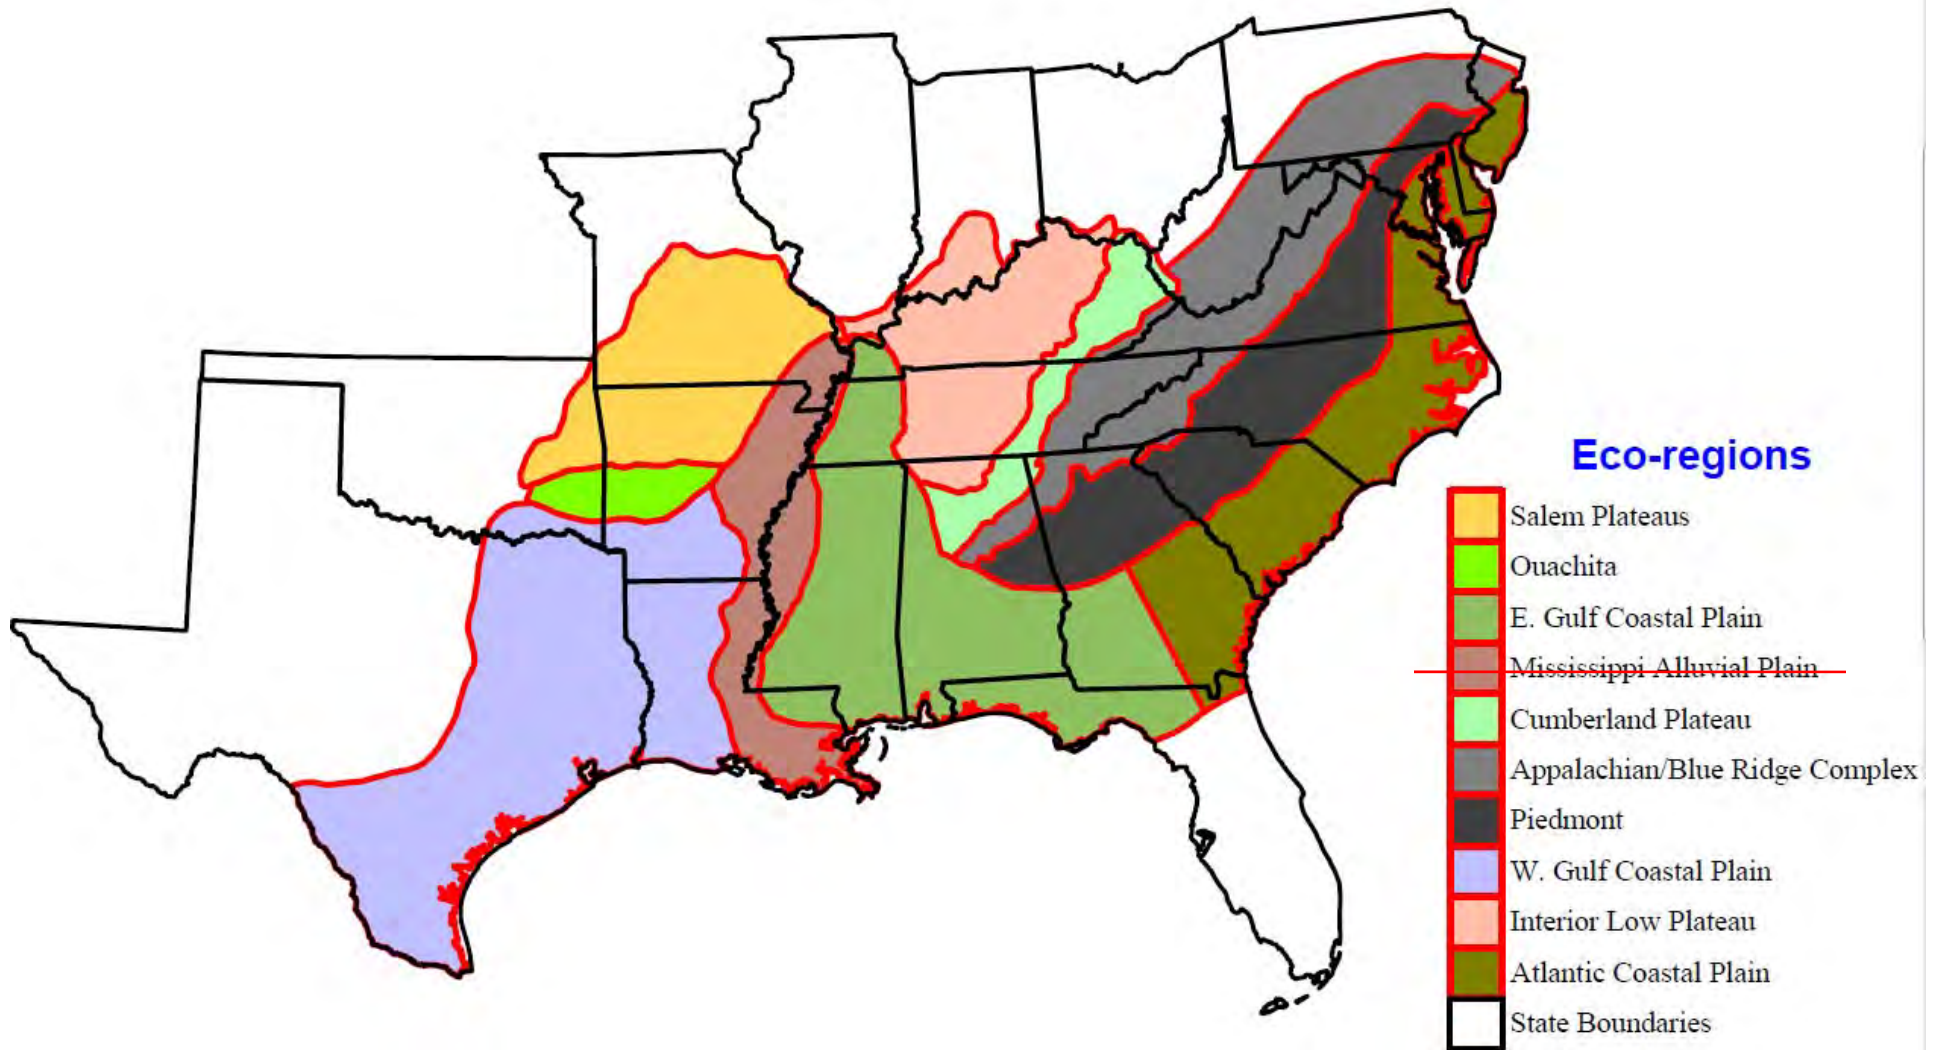 Eco-regions
Salem Plateaus
Ouachita
E. Gulf Coastal Plain
Mississippi Alluvial Plain
Cumberland Plateau
Appalachian/Blue Ridge Complex
Piedmont
W. Gulf Coastal Plain
Interior Low Plateau
Atlantic Coastal Plain
State Boundaries